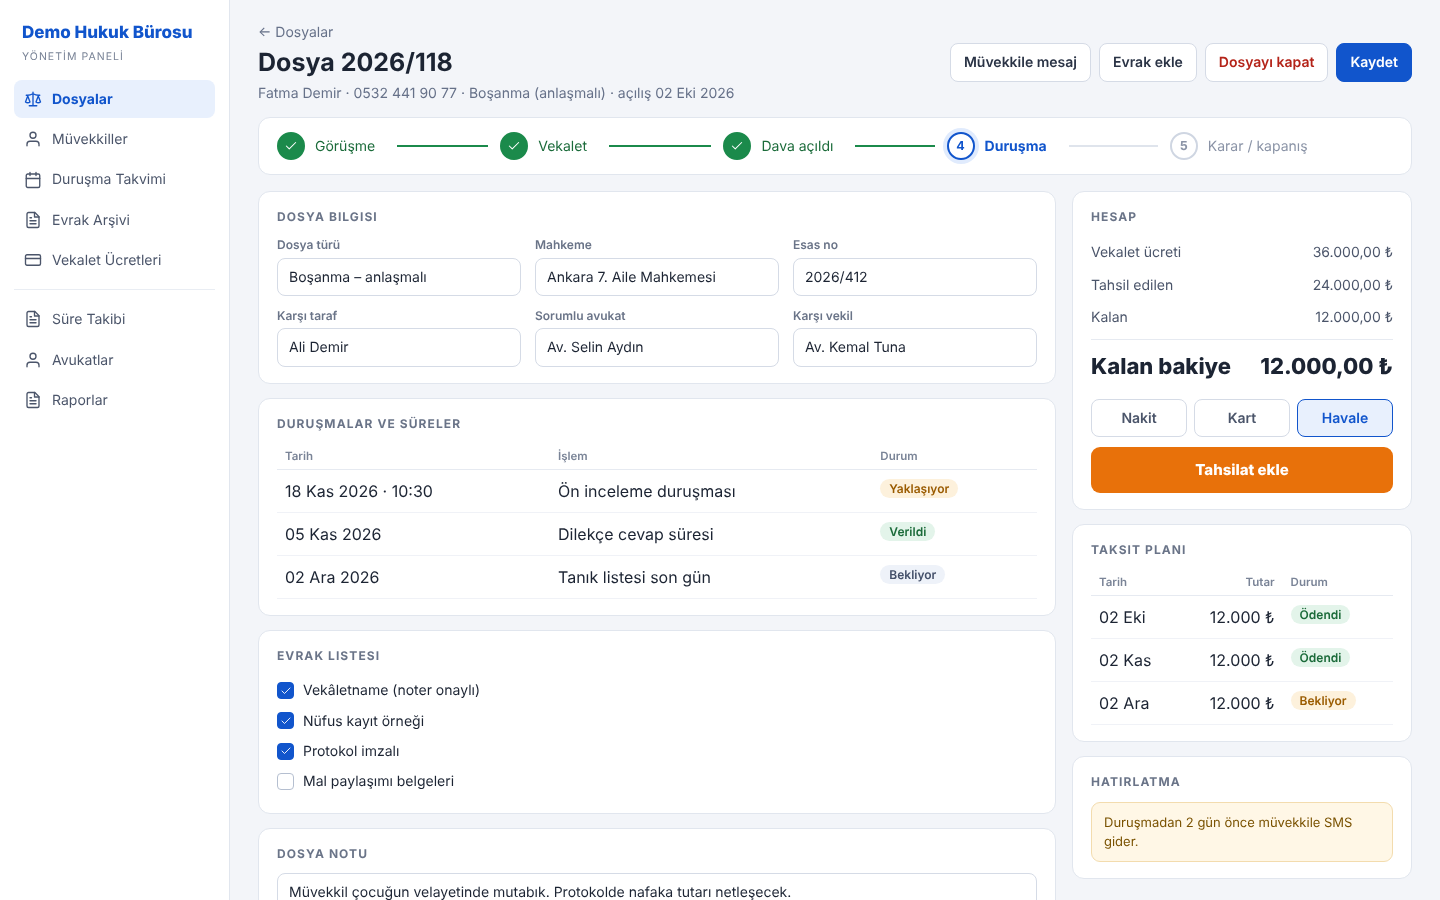 Demo Hukuk Bürosu
YÖNETİM PANELİ
Dosyalar
Müvekkiller
Duruşma Takvimi
Evrak Arşivi
Vekalet Ücretleri
Süre Takibi
Avukatlar
Raporlar
← Dosyalar
Dosya 2026/118
Fatma Demir · 0532 441 90 77 · Boşanma (anlaşmalı) · açılış 02 Eki 2026
Müvekkile mesaj
Evrak ekle
Dosyayı kapat
Kaydet
Görüşme
Vekalet
Dava açıldı
4 Duruşma
5 Karar / kapanış
DOSYA BILGISI
Dosya türü Mahkeme Esas no
Boşanma – anlaşmalı Ankara 7. Aile Mahkemesi 2026/412
Karşı taraf Sorumlu avukat Karşı vekil
Ali Demir Av. Selin Aydın Av. Kemal Tuna
DURUŞMALAR VE SÜRELER
Tarih İşlem Durum
18 Kas 2026 · 10:30 Ön inceleme duruşması Yaklaşıyor
05 Kas 2026 Dilekçe cevap süresi Verildi
02 Ara 2026 Tanık listesi son gün Bekliyor
EVRAK LISTESI
Vekâletname (noter onaylı)
Nüfus kayıt örneği
Protokol imzalı
Mal paylaşımı belgeleri
DOSYA NOTU
Müvekkil çocuğun velayetinde mutabık. Protokolde nafaka tutarı netleşecek.
HESAP
Vekalet ücreti 36.000,00 ₺
Tahsil edilen 24.000,00 ₺
Kalan 12.000,00 ₺
Kalan bakiye 12.000,00 ₺
Nakit Kart Havale
Tahsilat ekle
TAKSIT PLANI
Tarih Tutar Durum
02 Eki 12.000 ₺ Ödendi
02 Kas 12.000 ₺ Ödendi
02 Ara 12.000 ₺ Bekliyor
HATIRLATMA
Duruşmadan 2 gün önce müvekkile SMS
gider.